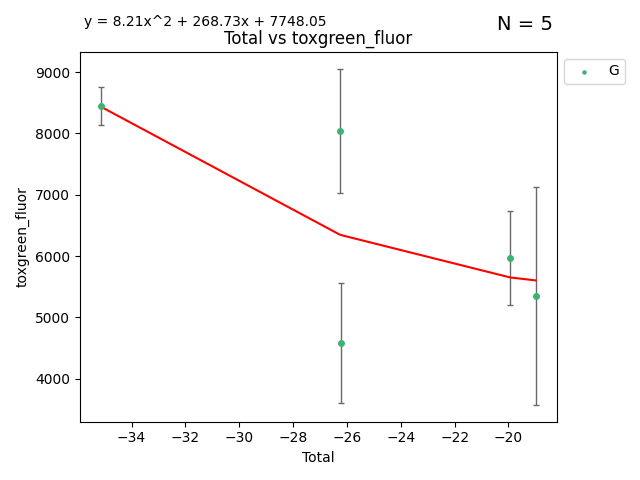 y = 8.21x^2 + 268.73x + 7748.05
N = 5
Total vs toxgreen_fluor
G
9000
8000
7000
6000
5000
4000
toxgreen_fluor
−34
−32
−30
−28
−26
−24
−22
−20
Total